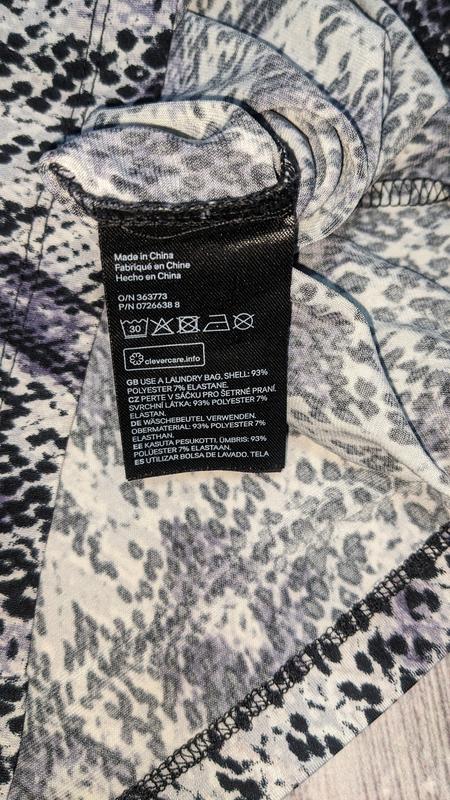 Made in China
Fabriqué en Chine
Hecho en China
O/N 363773
P/N 0726638 8
30
clevercare.info
GB USE A LAUNDRY BAG. SHELL: 93%
POLYESTER 7% ELASTANE.
CZ PERTE V SÁČKU PRO ŠETRNÉ PRANÍ.
SVRCHNÍ LÁTKA: 93% POLYESTER 7%
ELASTAN.
DE WÄSCHEBEUTEL VERWENDEN.
OBERMATERIAL: 93% POLYESTER 7%
ELASTHAN.
EE KASUTA PESUKOTTI. ÜMBRIS: 93%
POLÜESTER 7% ELASTAAN.
ES UTILIZAR BOLSA DE LAVADO. TELA